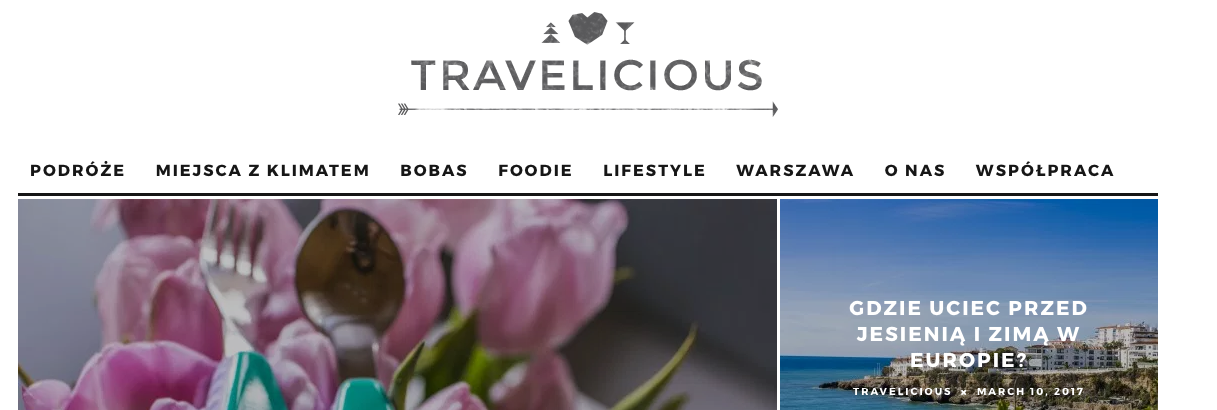 TRAVELICIOUS
PODRÓŻE MIEJSCA Z KLIMATEM BOBAS FOODIE LIFESTYLE WARSZAWA O NAS WSPÓŁPRACA
GDZIE UCIEC PRZED
JESIENIĄ I ZIMĄ W
EUROPIE?
TRAVELICIOUS × MARCH 10, 2017